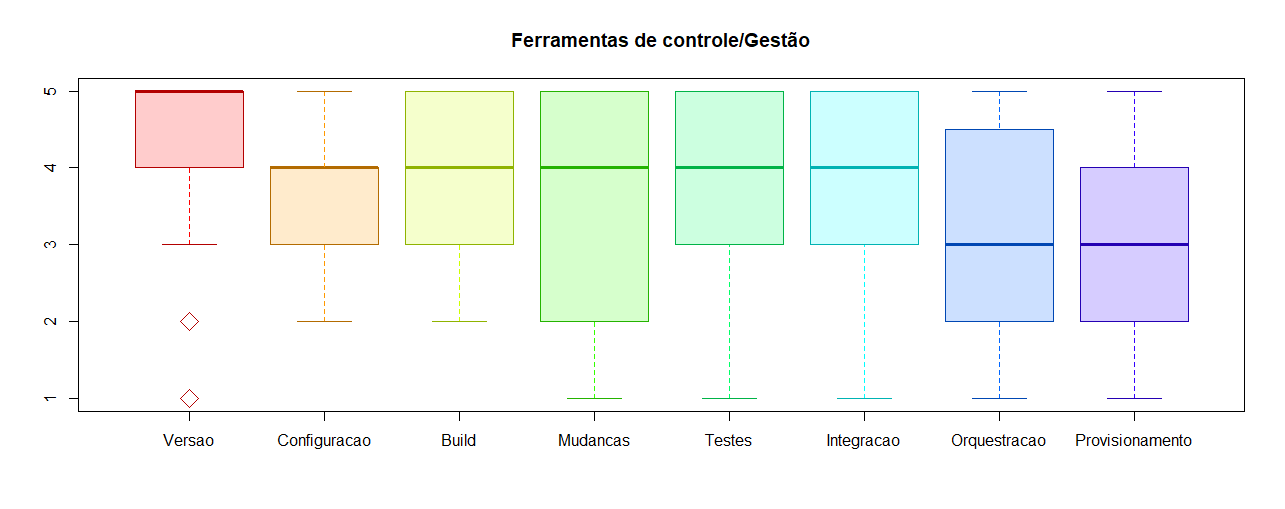 Ferramentas de controle/Gestão
5
4
3
2
1
Versao Configuracao Build Mudancas Testes Integracao Orquestracao Provisionamento